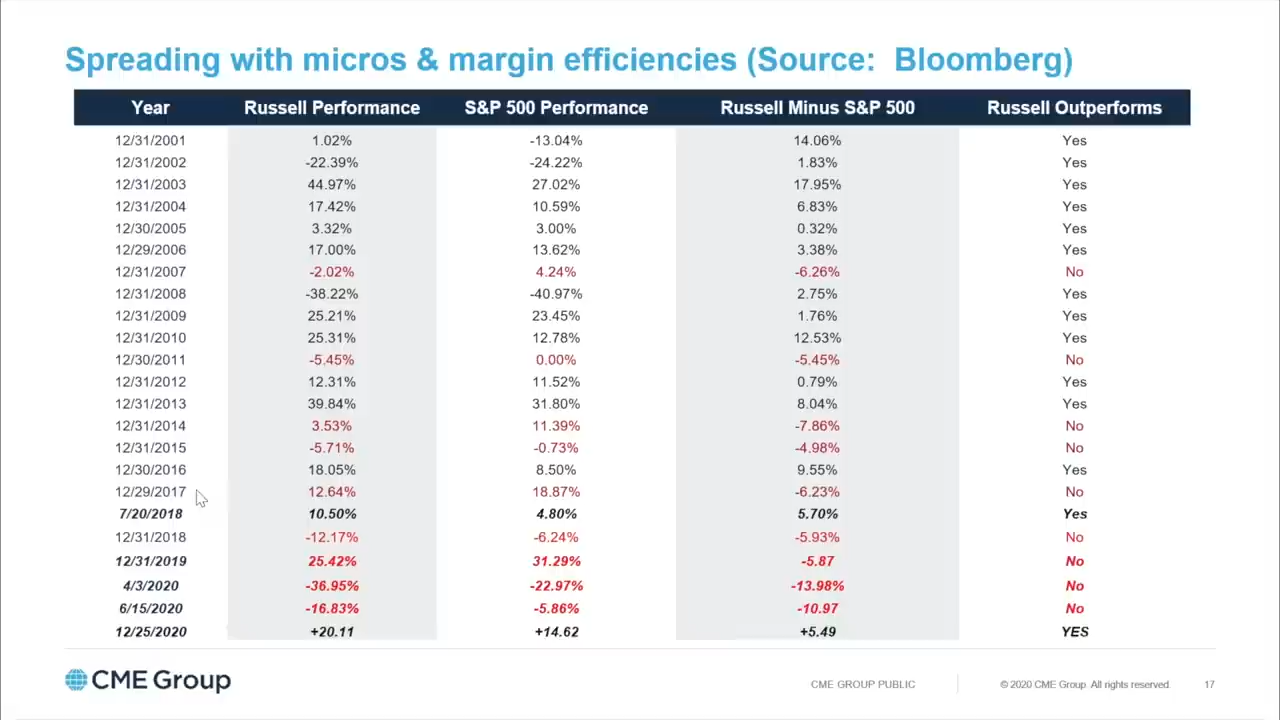 Spreading with micros & margin efficiencies (Source: Bloomberg)
Year Russell Performance S&P 500 Performance Russell Minus S&P 500 Russell Outperforms
12/31/2001 1.02% -13.04% 14.06% Yes
12/31/2002 -22.39% -24.22% 1.83% Yes
12/31/2003 44.97% 27.02% 17.95% Yes
12/31/2004 17.42% 10.59% 6.83% Yes
12/31/2005 3.32% 3.00% 0.32% Yes
12/29/2006 17.00% 13.62% 3.38% Yes
12/31/2007 -2.02% 4.24% -6.26% No
12/31/2008 -38.22% -40.97% 2.75% Yes
12/31/2009 25.21% 23.45% 1.76% Yes
12/31/2010 25.31% 12.78% 12.53% Yes
12/30/2011 -5.45% 0.00% -5.45% No
12/31/2012 12.31% 11.52% 0.79% Yes
12/31/2013 39.84% 31.80% 8.04% Yes
12/31/2014 3.53% 11.39% -7.86% No
12/31/2015 -5.71% -0.73% -4.98% No
12/30/2016 18.05% 8.50% 9.55% Yes
12/29/2017 12.64% 18.87% -6.23% No
7/20/2018 10.50% 4.80% 5.70% Yes
12/31/2018 -12.17% -6.24% -5.93% No
12/31/2019 25.42% 31.29% -5.87 No
4/3/2020 -36.95% -22.97% -13.98% No
6/15/2020 -16.83% -5.86% -10.97 No
12/25/2020 +20.11 +14.62 +5.49 YES
CME Group CME GROUP PUBLIC © 2020 CME Group. All rights reserved. 17